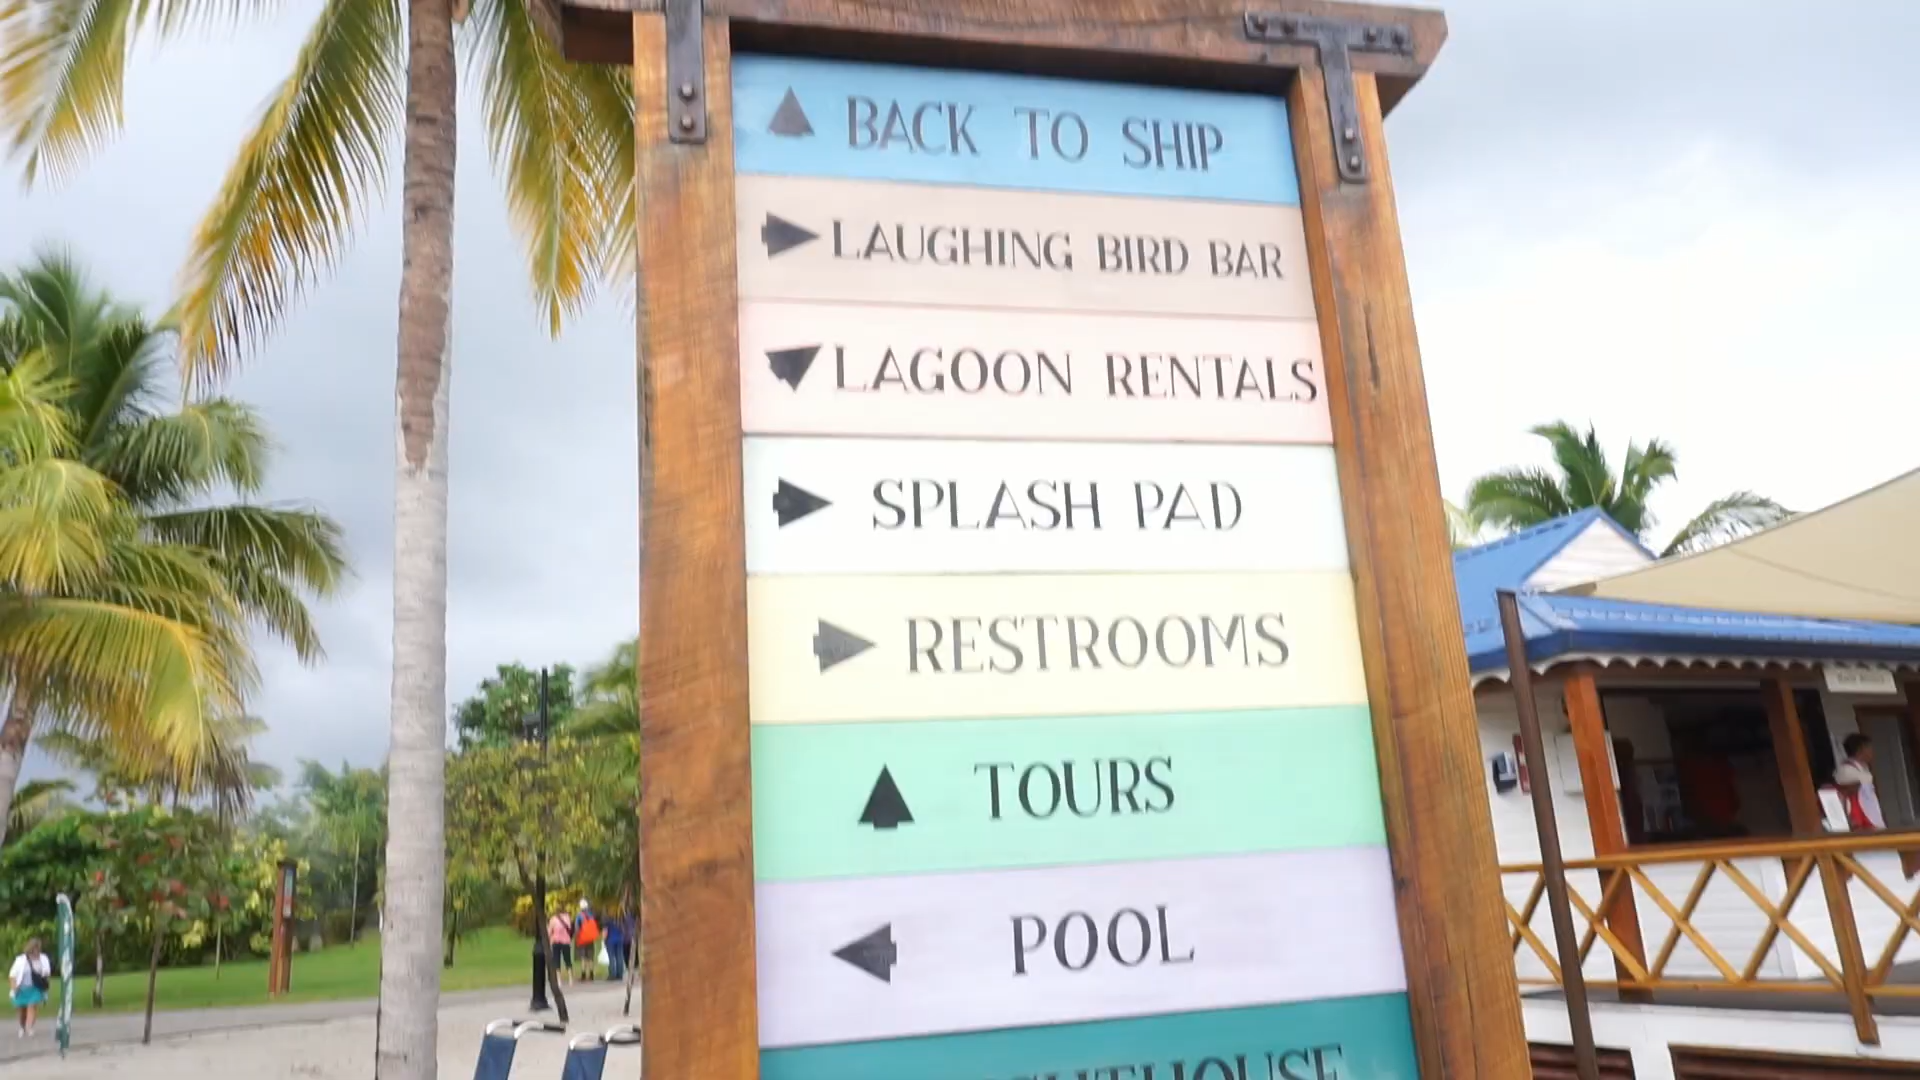 BACK TO SHIP
LAUGHING BIRD BAR
LAGOON RENTALS
SPLASH PAD
RESTROOMS
TOURS
POOL